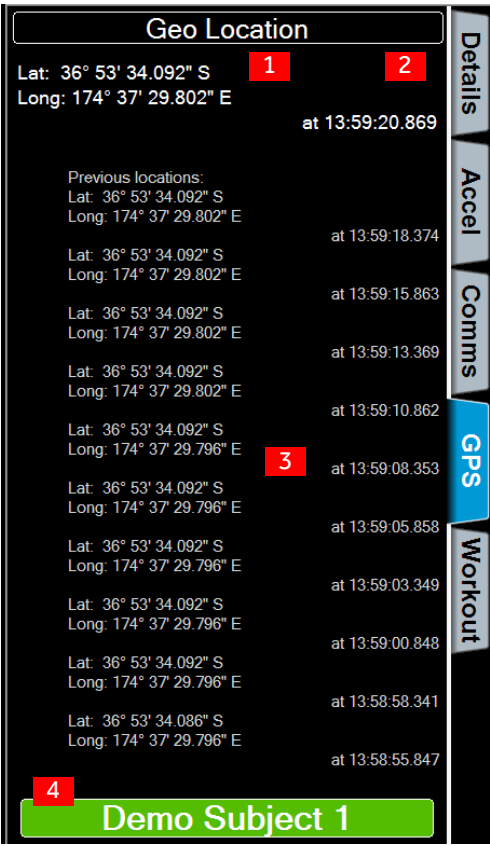 Geo Location
1
2
Lat: 36° 53' 34.092" S
Long: 174° 37' 29.802" E
at 13:59:20.869
Previous locations:
Lat: 36° 53' 34.092" S
Long: 174° 37' 29.802" E
at 13:59:18.374
Lat: 36° 53' 34.092" S
Long: 174° 37' 29.802" E
at 13:59:15.863
Lat: 36° 53' 34.092" S
Long: 174° 37' 29.802" E
at 13:59:13.369
Lat: 36° 53' 34.092" S
Long: 174° 37' 29.802" E
at 13:59:10.862
Lat: 36° 53' 34.092" S
Long: 174° 37' 29.796" E
3
at 13:59:08.353
Lat: 36° 53' 34.092" S
Long: 174° 37' 29.796" E
at 13:59:05.858
Lat: 36° 53' 34.092" S
Long: 174° 37' 29.796" E
at 13:59:03.349
Lat: 36° 53' 34.092" S
Long: 174° 37' 29.796" E
at 13:59:00.848
Lat: 36° 53' 34.092" S
Long: 174° 37' 29.796" E
at 13:58:58.341
Lat: 36° 53' 34.086" S
Long: 174° 37' 29.796" E
at 13:58:55.847
4
Demo Subject 1
Details
Accel
Comms
GPS
Workout